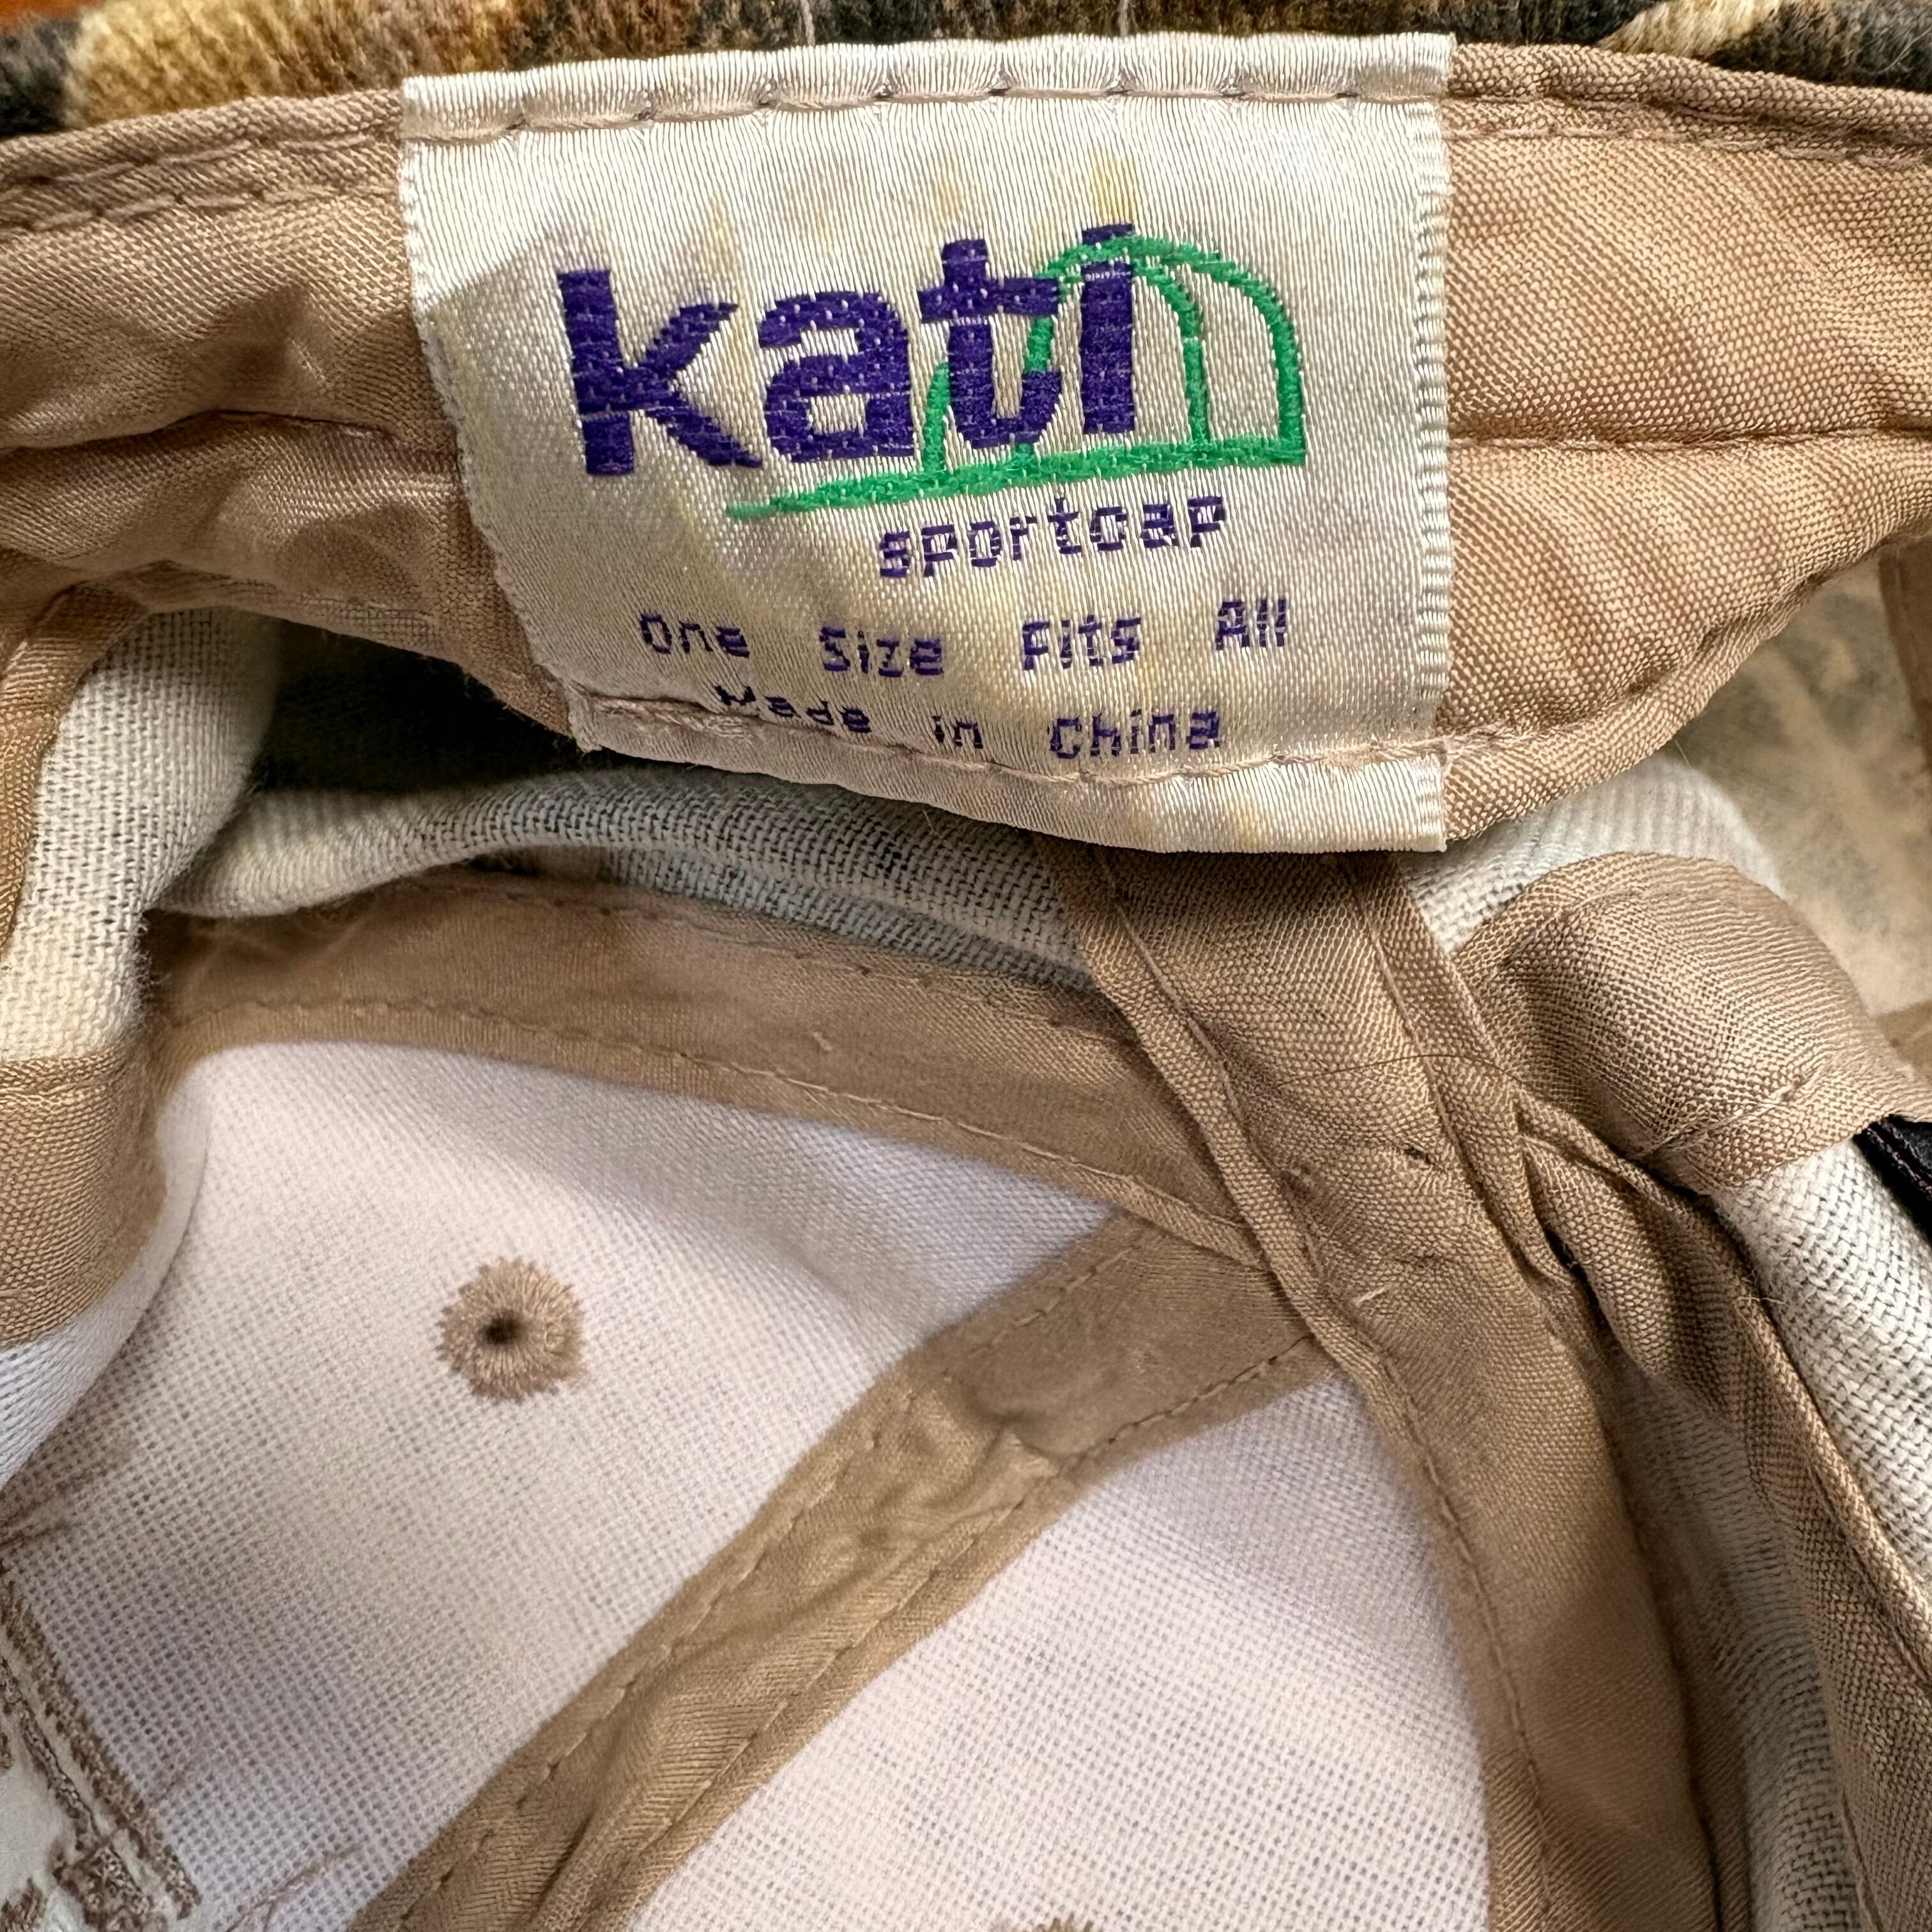 kati
sportcap
One Size Fits All
Made in China